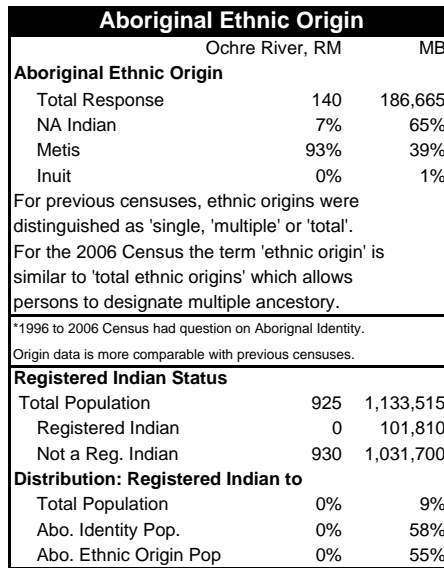 Aboriginal Ethnic Origin
Ochre River, RM MB
Aboriginal Ethnic Origin
Total Response 140 186,665
NA Indian 7% 65%
Metis 93% 39%
Inuit 0% 1%
For previous censuses, ethnic origins were
distinguished as 'single, 'multiple' or 'total'.
For the 2006 Census the term 'ethnic origin' is
similar to 'total ethnic origins' which allows
persons to designate multiple ancestory.
*1996 to 2006 Census had question on Aborignal Identity.
Origin data is more comparable with previous censuses.
Registered Indian Status
Total Population 925 1,133,515
Registered Indian 0 101,810
Not a Reg. Indian 930 1,031,700
Distribution: Registered Indian to
Total Population 0% 9%
Abo. Identity Pop. 0% 58%
Abo. Ethnic Origin Pop 0% 55%